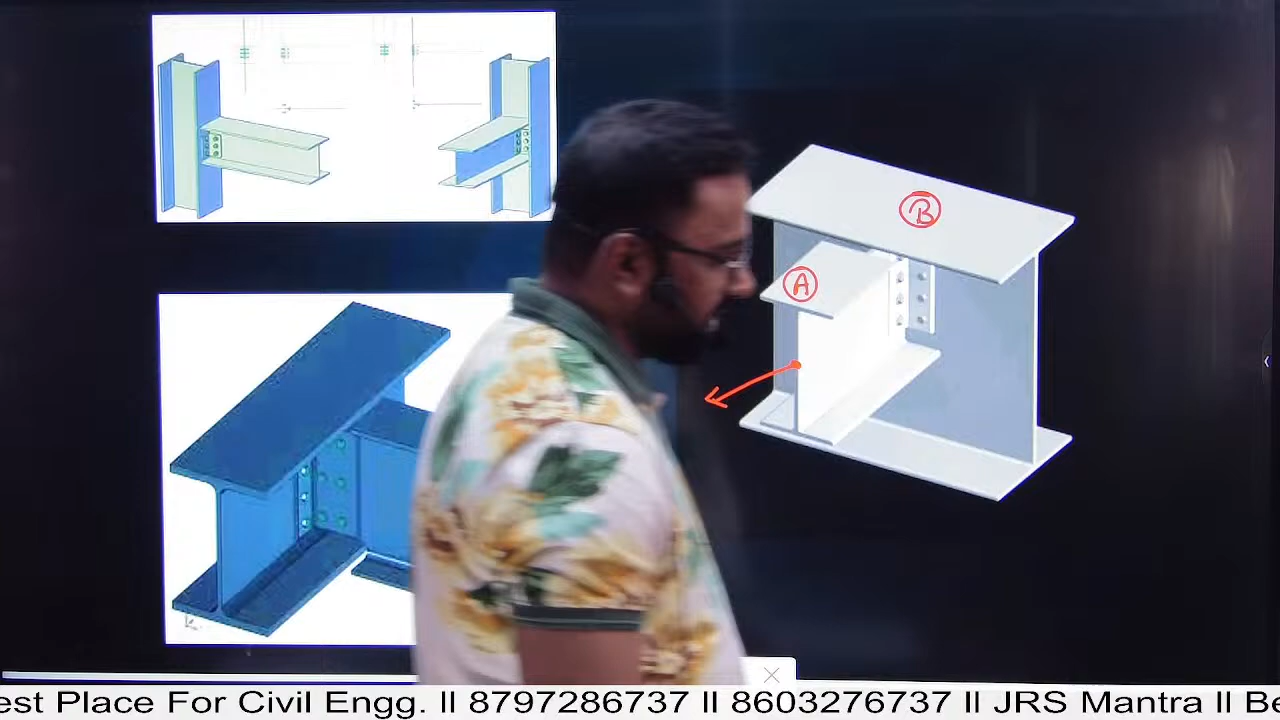 B
A
est Place For Civil Engg. II 8797286737 II 8603276737 II JRS Mantra II Be